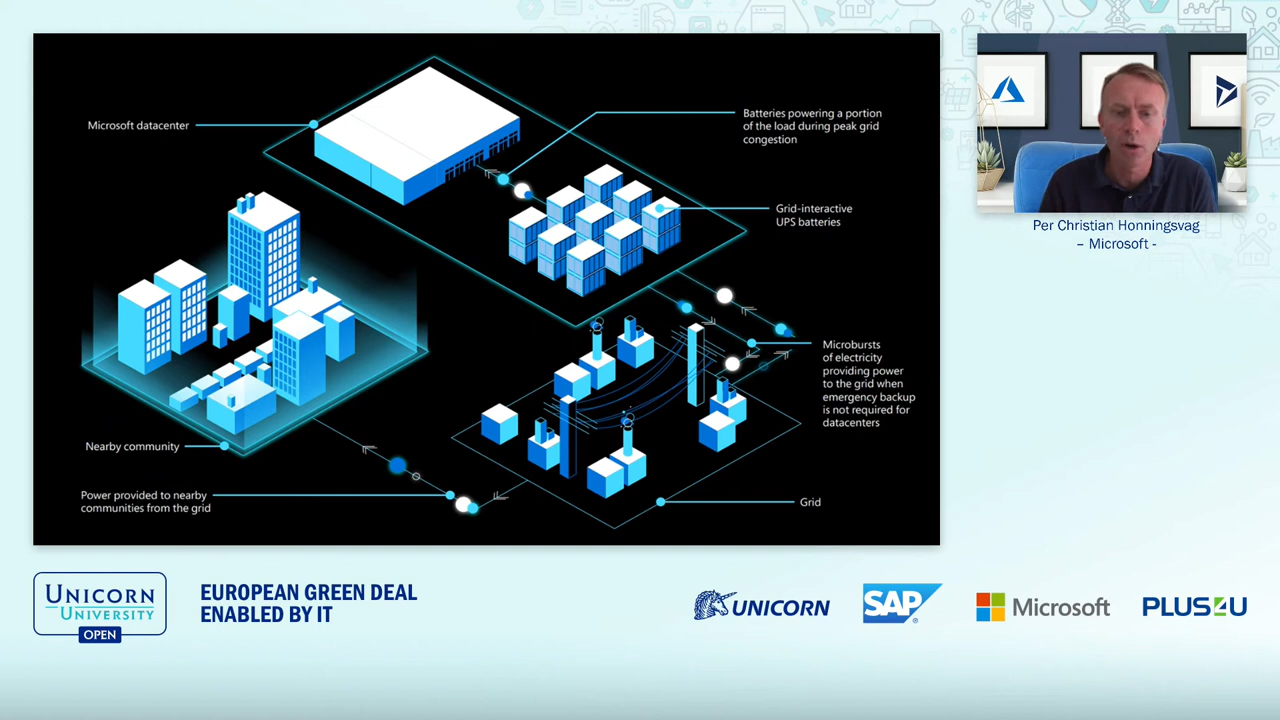 Microsoft datacenter
Batteries powering a portion
of the load during peak grid
congestion
Grid-interactive
UPS batteries
Microbursts
of electricity
providing power
to the grid when
emergency backup
is not required for
datacenters
Nearby community
Power provided to nearby
communities from the grid
Grid
Per Christian Honningsvag
– Microsoft -
UNICORN
UNIVERSITY
OPEN
EUROPEAN GREEN DEAL
ENABLED BY IT
UNICORN
SAP
Microsoft
PLUS4U